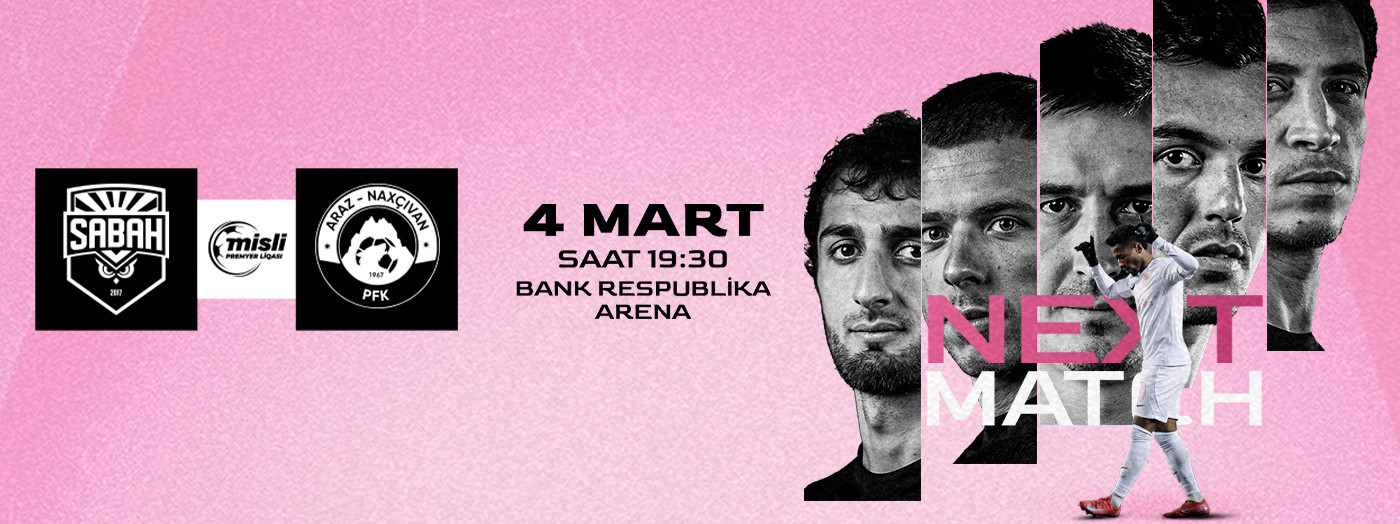 SABAH
2017
misli
PREMYER LİQASI
ARAZ - NAXÇIVAN
1967
PFK
4 MART
SAAT 19:30
BANK RESPUBLİKA
ARENA
NEXT
MATCH